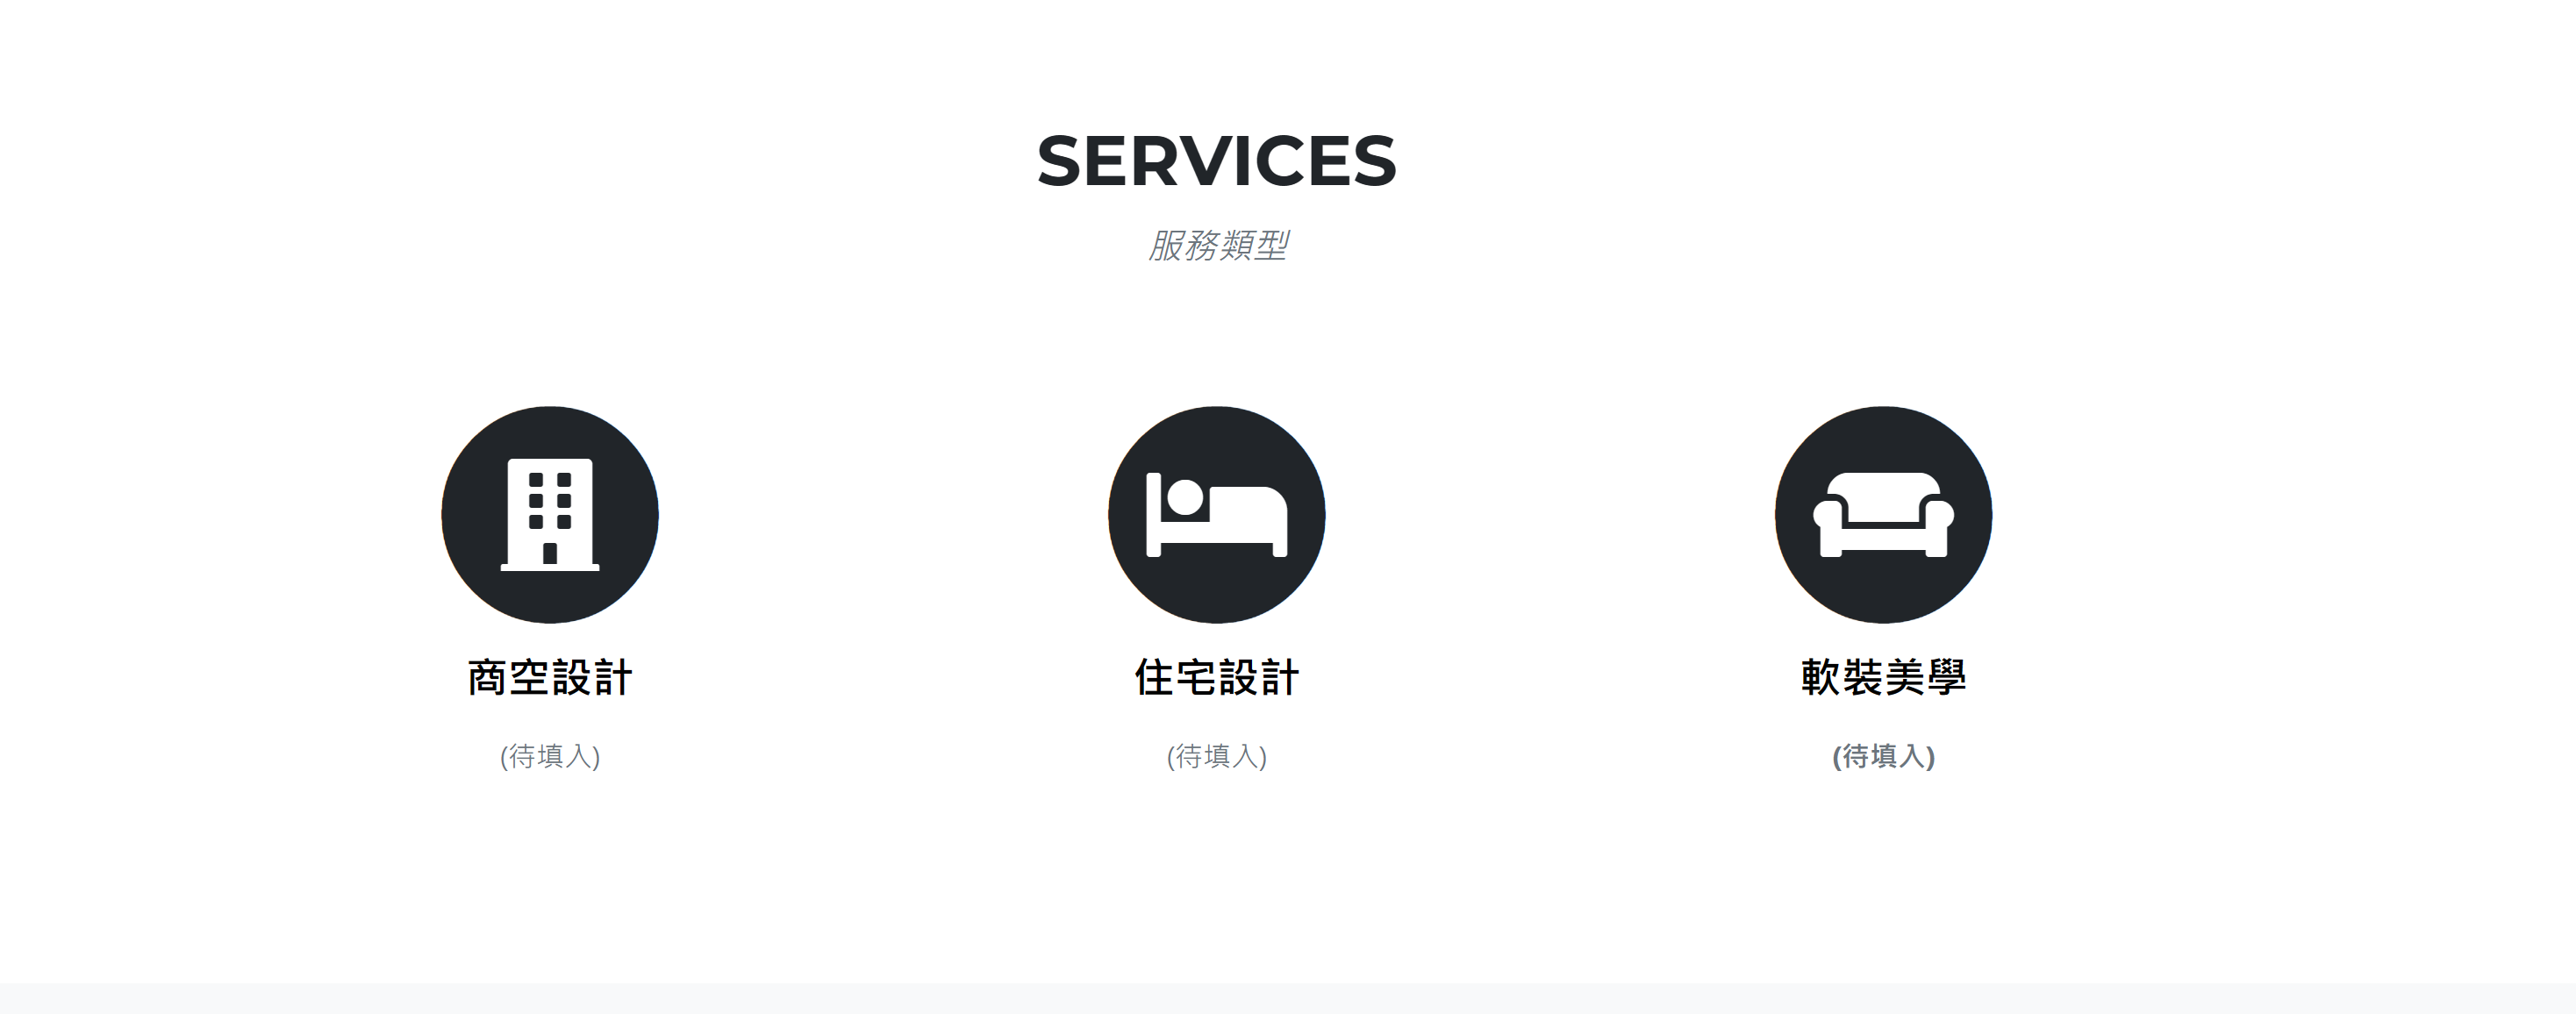 SERVICES
服務類型
商空設計
住宅設計
軟裝美學
(待填入)
(待填入)
(待填入)